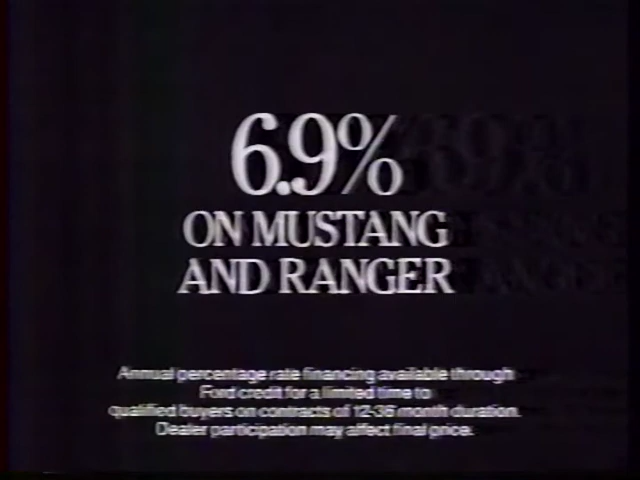 6.9%
ON MUSTANG
AND RANGER
Annual percentage rate financing available through
Ford credit for a limited time to
qualified buyers on contracts of 12-36 month duration.
Dealer participation may affect final price.